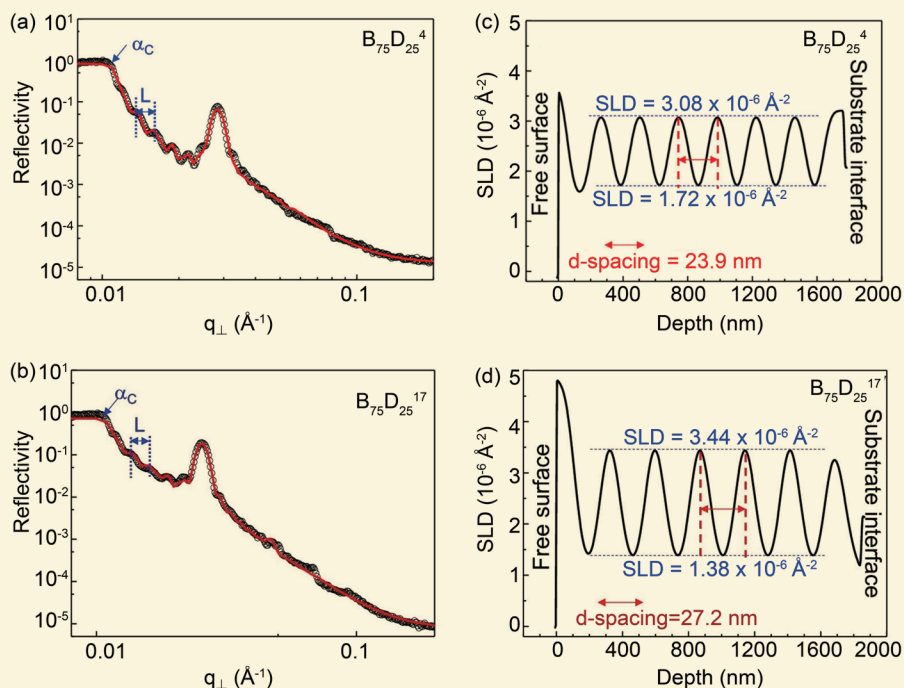 (a)
B₇₅D₂₅⁴
α_C
L
Reflectivity
10¹
10⁰
10⁻¹
10⁻²
10⁻³
10⁻⁴
10⁻⁵
0.01
0.1
q⊥ (Å⁻¹)
(c)
B₇₅D₂₅⁴
SLD (10⁻⁶ Å⁻²)
5
4
3
2
1
0
Free surface
SLD = 3.08 x 10⁻⁶ Å⁻²
SLD = 1.72 x 10⁻⁶ Å⁻²
d-spacing = 23.9 nm
Substrate interface
0
400
800
1200
1600
2000
Depth (nm)
(b)
B₇₅D₂₅¹⁷
α_C
L
Reflectivity
10¹
10⁰
10⁻¹
10⁻²
10⁻³
10⁻⁴
10⁻⁵
0.01
0.1
q⊥ (Å⁻¹)
(d)
B₇₅D₂₅¹⁷
SLD (10⁻⁶ Å⁻²)
5
4
3
2
1
0
Free surface
SLD = 3.44 x 10⁻⁶ Å⁻²
SLD = 1.38 x 10⁻⁶ Å⁻²
d-spacing=27.2 nm
Substrate interface
0
400
800
1200
1600
2000
Depth (nm)